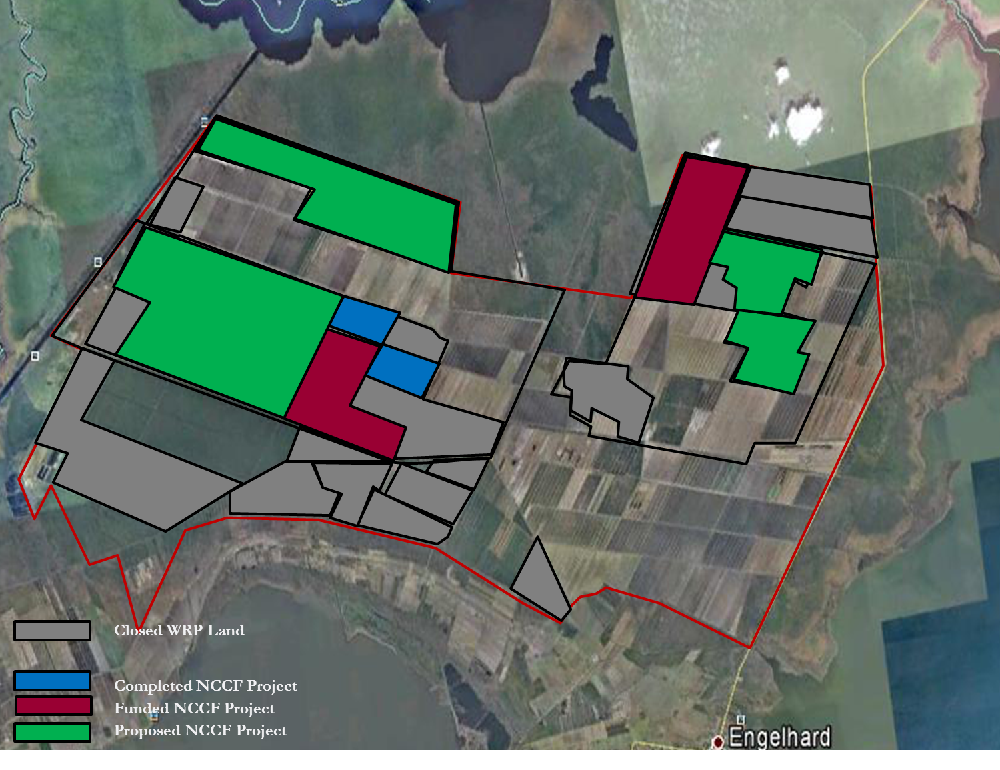 Closed WRP Land
Completed NCCF Project
Funded NCCF Project
Proposed NCCF Project
Engelhard